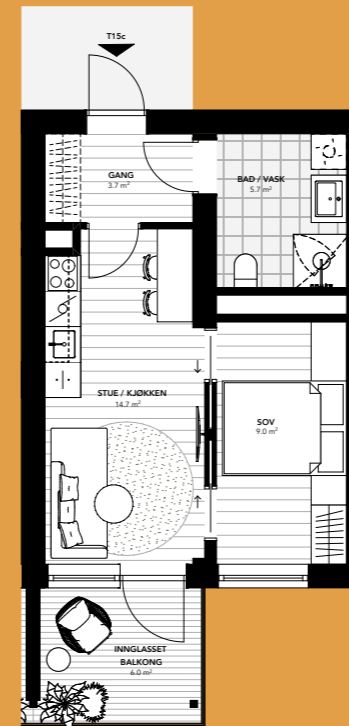 T15c
GANG
3.7 m²
BAD / VASK
5.7 m²
STUE / KJØKKEN
14.7 m²
SOV
9.0 m²
INNGLASSET
BALKONG
6.0 m²